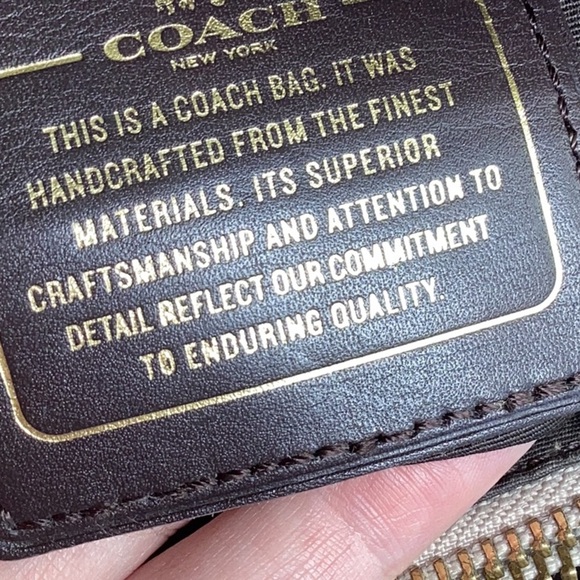 COACH
NEW YORK
THIS IS A COACH BAG. IT WAS
HANDCRAFTED FROM THE FINEST
MATERIALS. ITS SUPERIOR
CRAFTSMANSHIP AND ATTENTION TO
DETAIL REFLECT OUR COMMITMENT
TO ENDURING QUALITY.